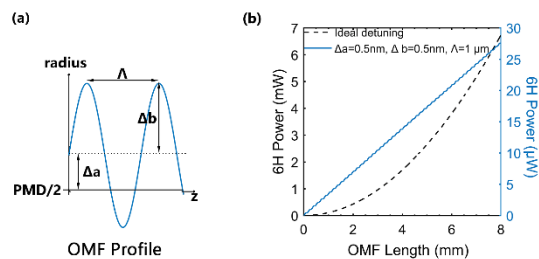 (a)
radius
Λ
Δb
Δa
PMD/2
z
OMF Profile
(b)
Ideal detuning
Δa=0.5nm, Δ b=0.5nm, Λ=1 μm
6H Power (mW)
7
6
5
4
3
2
1
0
6H Power (μW)
30
25
20
15
10
5
0
0 2 4 6 8
OMF Length (mm)